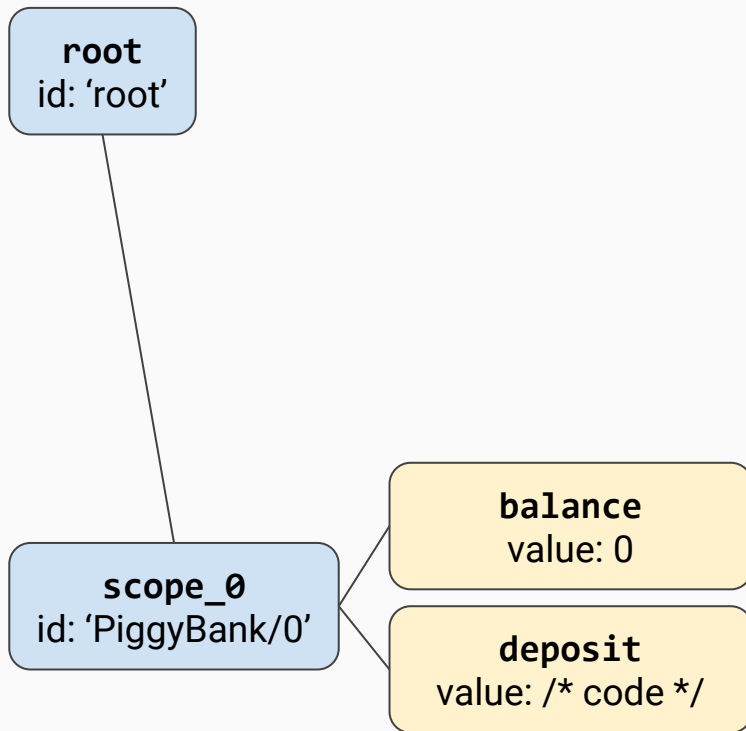 root
id: ‘root’
balance
value: 0
scope_0
id: ‘PiggyBank/0’
deposit
value: /* code */